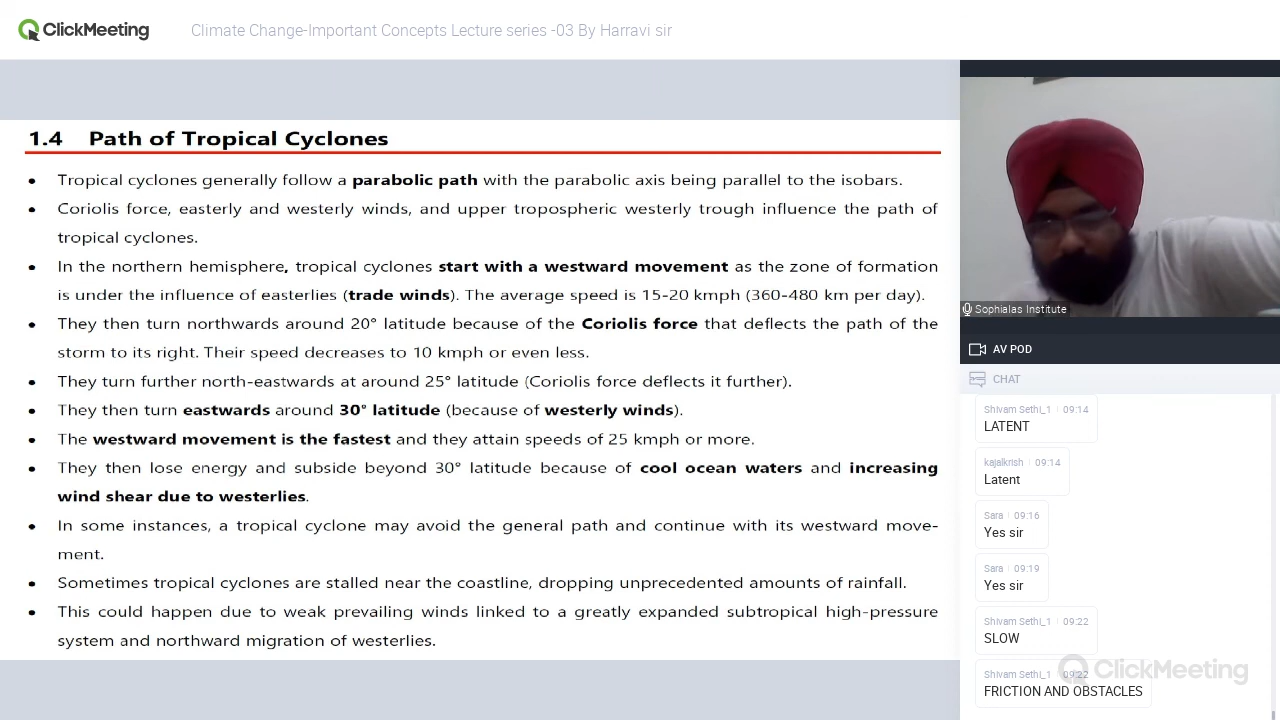 ClickMeeting
Climate Change-Important Concepts Lecture series -03 By Harravi sir
1.4 Path of Tropical Cyclones
• Tropical cyclones generally follow a parabolic path with the parabolic axis being parallel to the isobars.
• Coriolis force, easterly and westerly winds, and upper tropospheric westerly trough influence the path of
tropical cyclones.
• In the northern hemisphere, tropical cyclones start with a westward movement as the zone of formation
is under the influence of easterlies (trade winds). The average speed is 15-20 kmph (360-480 km per day).
• They then turn northwards around 20° latitude because of the Coriolis force that deflects the path of the
storm to its right. Their speed decreases to 10 kmph or even less.
• They turn further north-eastwards at around 25° latitude (Coriolis force deflects it further).
• They then turn eastwards around 30° latitude (because of westerly winds).
• The westward movement is the fastest and they attain speeds of 25 kmph or more.
• They then lose energy and subside beyond 30° latitude because of cool ocean waters and increasing
wind shear due to westerlies.
• In some instances, a tropical cyclone may avoid the general path and continue with its westward move-
ment.
• Sometimes tropical cyclones are stalled near the coastline, dropping unprecedented amounts of rainfall.
• This could happen due to weak prevailing winds linked to a greatly expanded subtropical high-pressure
system and northward migration of westerlies.
Sophialas Institute
AV POD
CHAT
Shivam Sethi_1 09:14
LATENT
kajalkrish 09:14
Latent
Sara 09:16
Yes sir
Sara 09:19
Yes sir
Shivam Sethi_1 09:22
SLOW
Shivam Sethi_1 09:22
FRICTION AND OBSTACLES
ClickMeeting